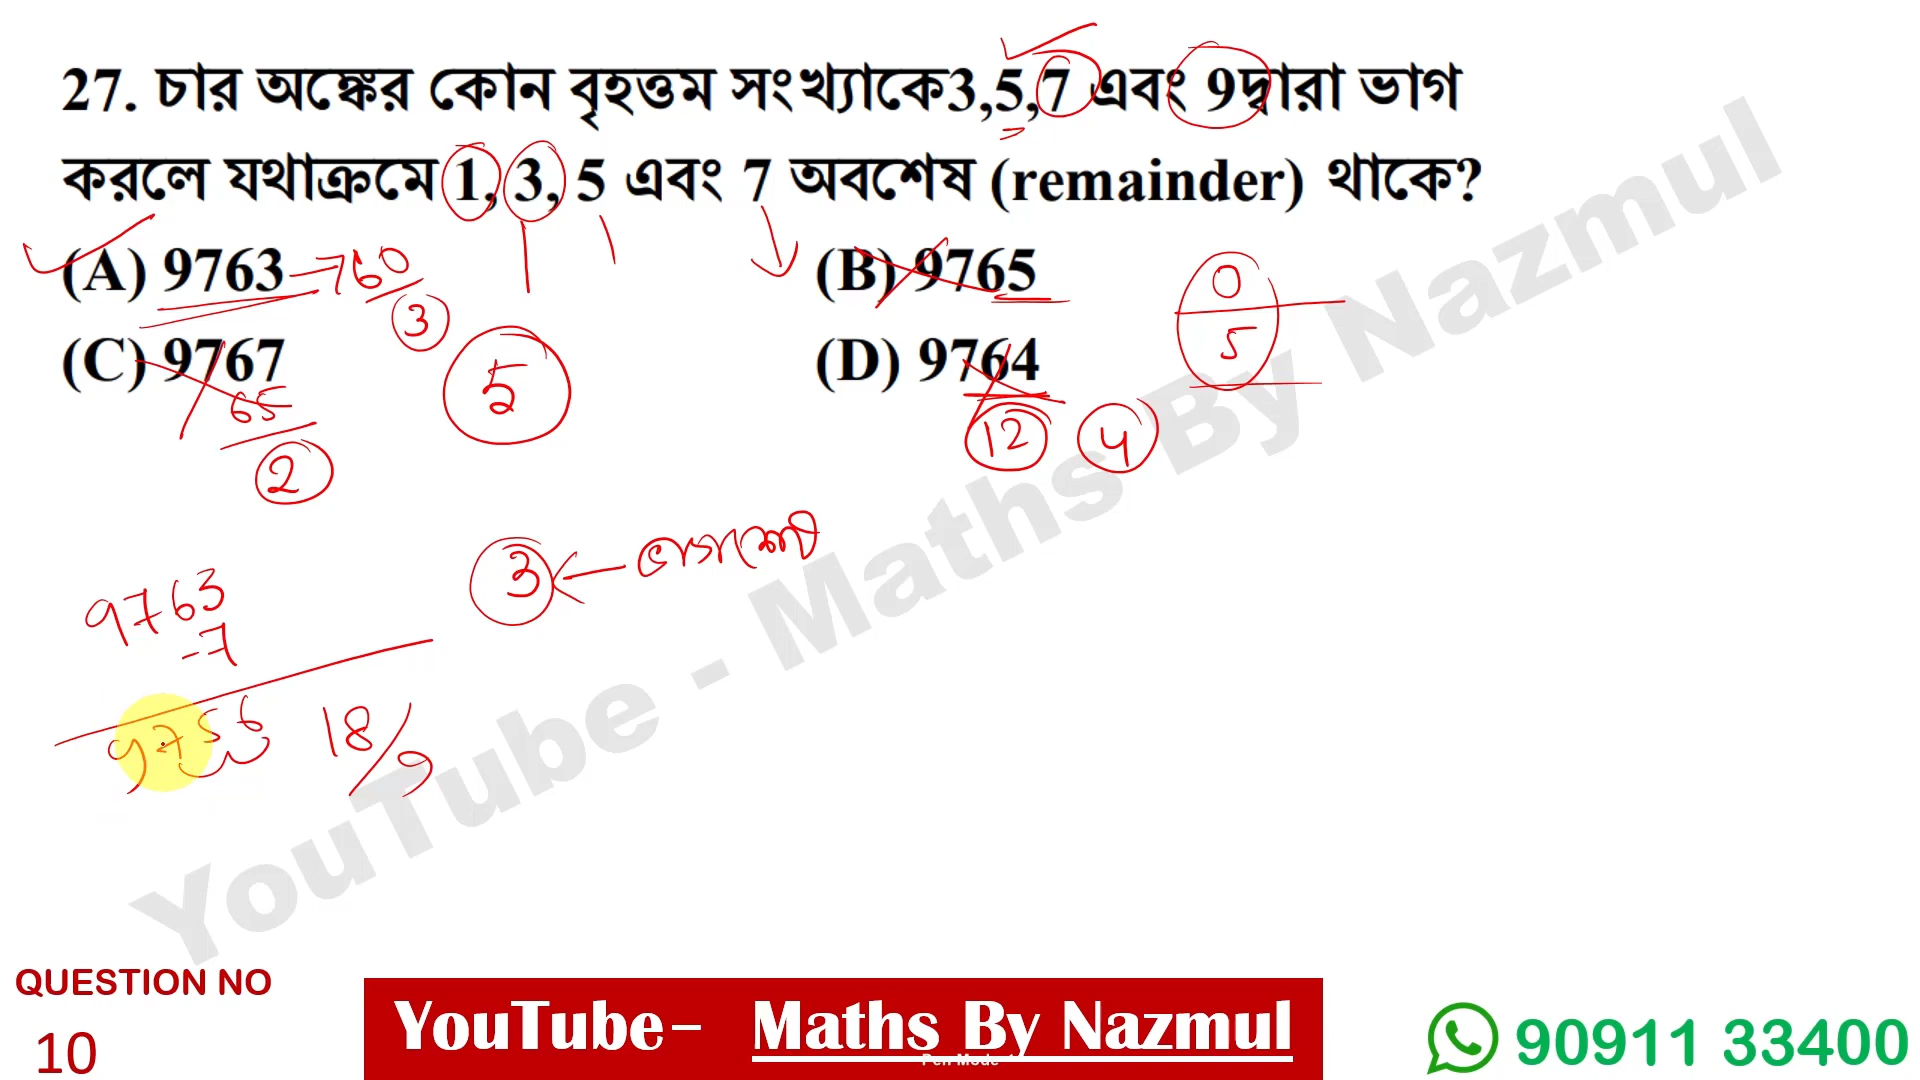 27. চার অঙ্কের কোন বৃহত্তম সংখ্যাকে3,5,7 এবং 9দ্বারা ভাগ
করলে যথাক্রমে 1, 3, 5 এবং 7 অবশেষ (remainder) থাকে?
(A) 9763 760 (B) 9765 0
3
(C) 9767 5 (D) 9764 5
65
2 12 4
3 ভাগশেষ
9763
-7
9756 18/9
YouTube - Maths By Nazmul
QUESTION NO
10
YouTube- Maths By Nazmul
90911 33400